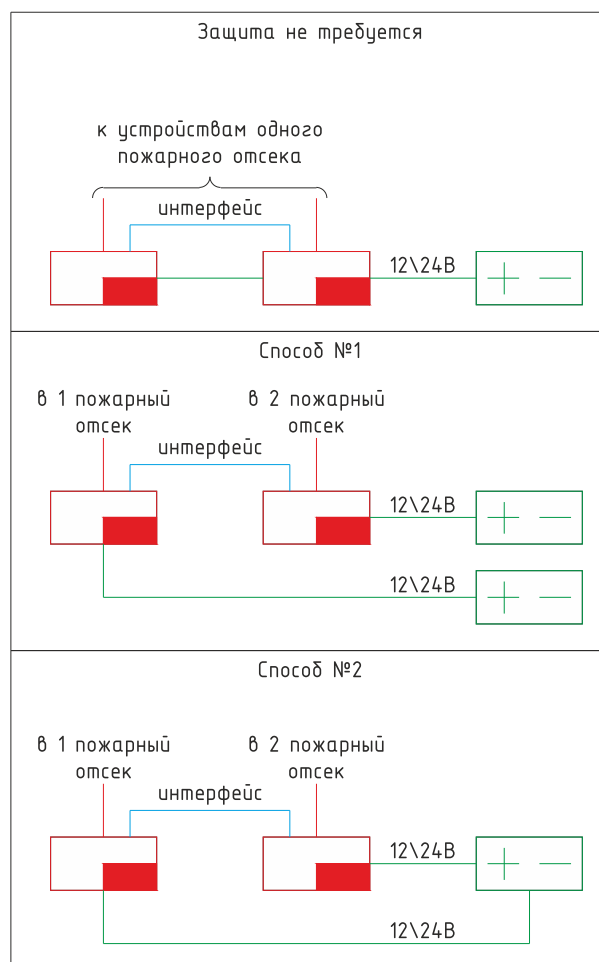 Защита не требуется
к устройствам одного
пожарного отсека
интерфейс
12\24В
Способ №1
в 1 пожарный
отсек
в 2 пожарный
отсек
интерфейс
12\24В
12\24В
Способ №2
в 1 пожарный
отсек
в 2 пожарный
отсек
интерфейс
12\24В
12\24В